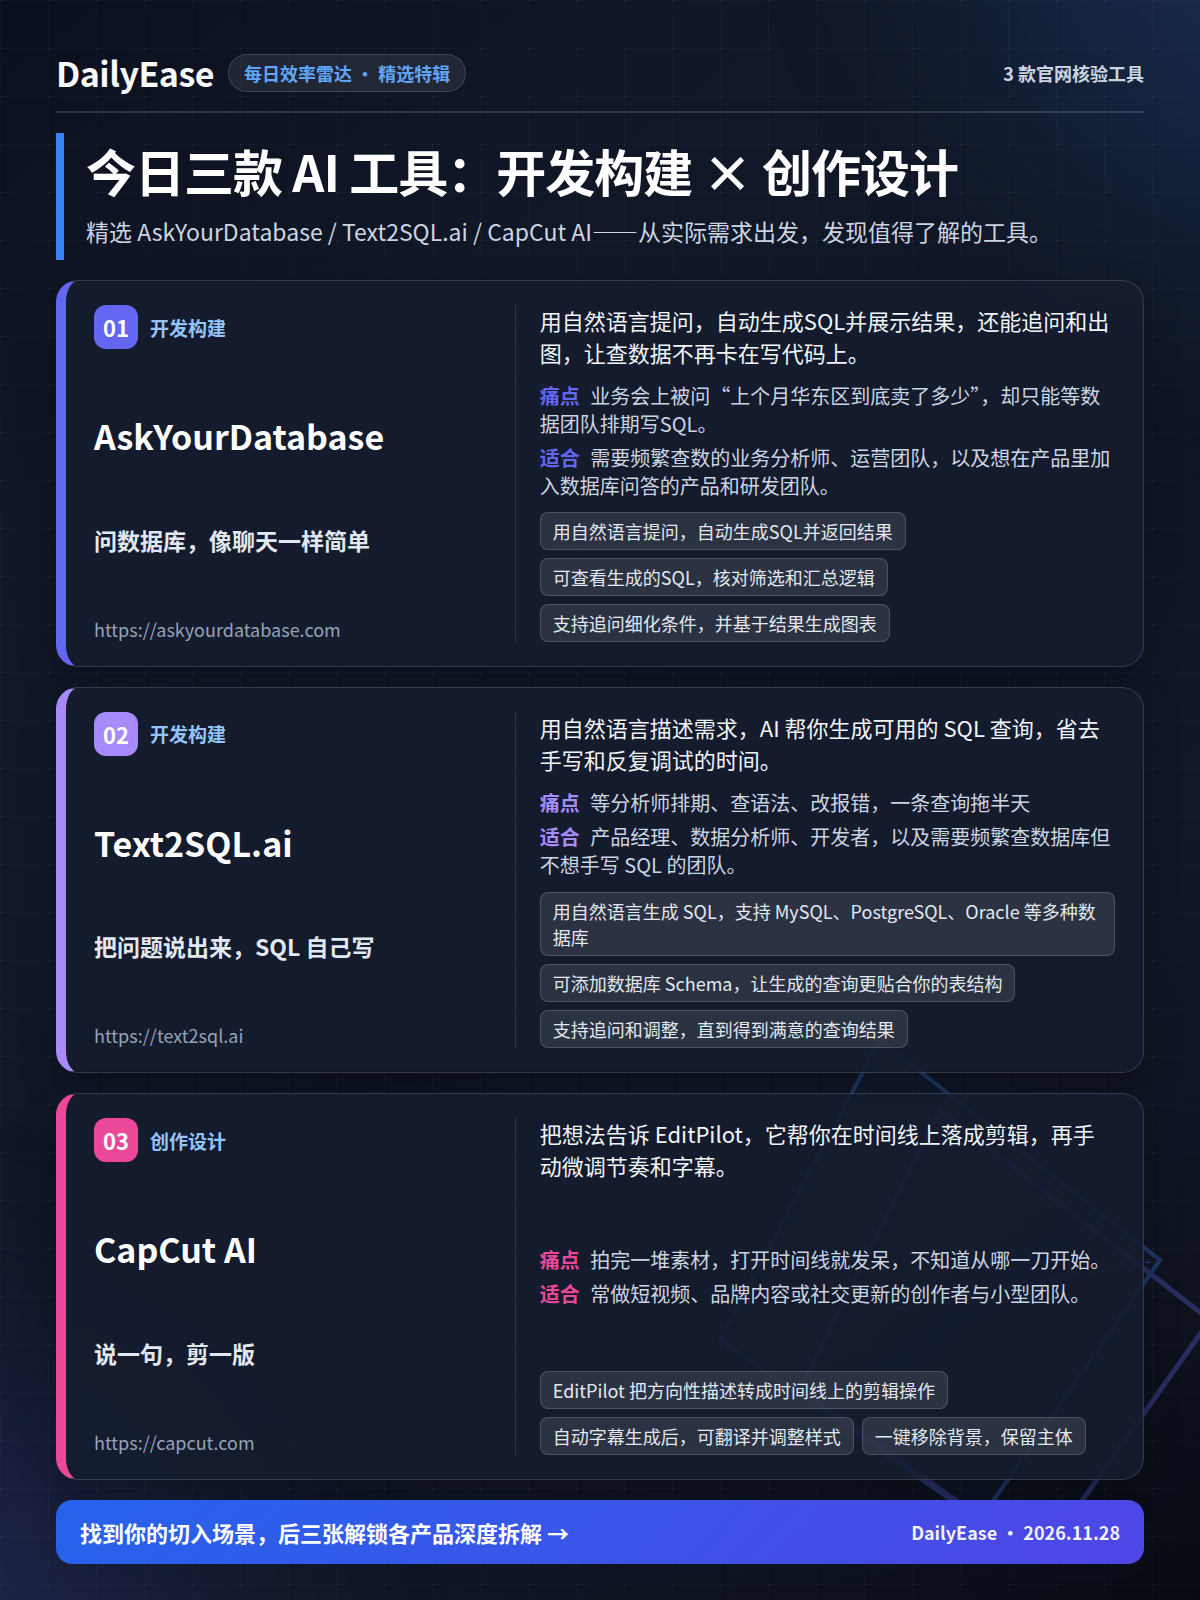 DailyEase
每日效率雷达 · 精选特辑
3 款官网核验工具
今日三款 AI 工具：开发构建 × 创作设计
精选 AskYourDatabase / Text2SQL.ai / CapCut AI——从实际需求出发，发现值得了解的工具。
01 开发构建
AskYourDatabase
问数据库，像聊天一样简单
https://askyourdatabase.com
用自然语言提问，自动生成SQL并展示结果，还能追问和出
图，让查数据不再卡在写代码上。
痛点 业务会上被问“上个月华东区到底卖了多少”，却只能等数
据团队排期写SQL。
适合 需要频繁查数的业务分析师、运营团队，以及想在产品里加
入数据库问答的产品和研发团队。
用自然语言提问，自动生成SQL并返回结果
可查看生成的SQL，核对筛选和汇总逻辑
支持追问细化条件，并基于结果生成图表
02 开发构建
Text2SQL.ai
把问题说出来，SQL 自己写
https://text2sql.ai
用自然语言描述需求，AI 帮你生成可用的 SQL 查询，省去
手写和反复调试的时间。
痛点 等分析师排期、查语法、改报错，一条查询拖半天
适合 产品经理、数据分析师、开发者，以及需要频繁查数据库但
不想手写 SQL 的团队。
用自然语言生成 SQL，支持 MySQL、PostgreSQL、Oracle 等多种数
据库
可添加数据库 Schema，让生成的查询更贴合你的表结构
支持追问和调整，直到得到满意的查询结果
03 创作设计
CapCut AI
说一句，剪一版
https://capcut.com
把想法告诉 EditPilot，它帮你在时间线上落成剪辑，再手
动微调节奏和字幕。
痛点 拍完一堆素材，打开时间线就发呆，不知道从哪一刀开始。
适合 常做短视频、品牌内容或社交更新的创作者与小型团队。
EditPilot 把方向性描述转成时间线上的剪辑操作
自动字幕生成后，可翻译并调整样式
一键移除背景，保留主体
找到你的切入场景，后三张解锁各产品深度拆解 →
DailyEase · 2026.11.28